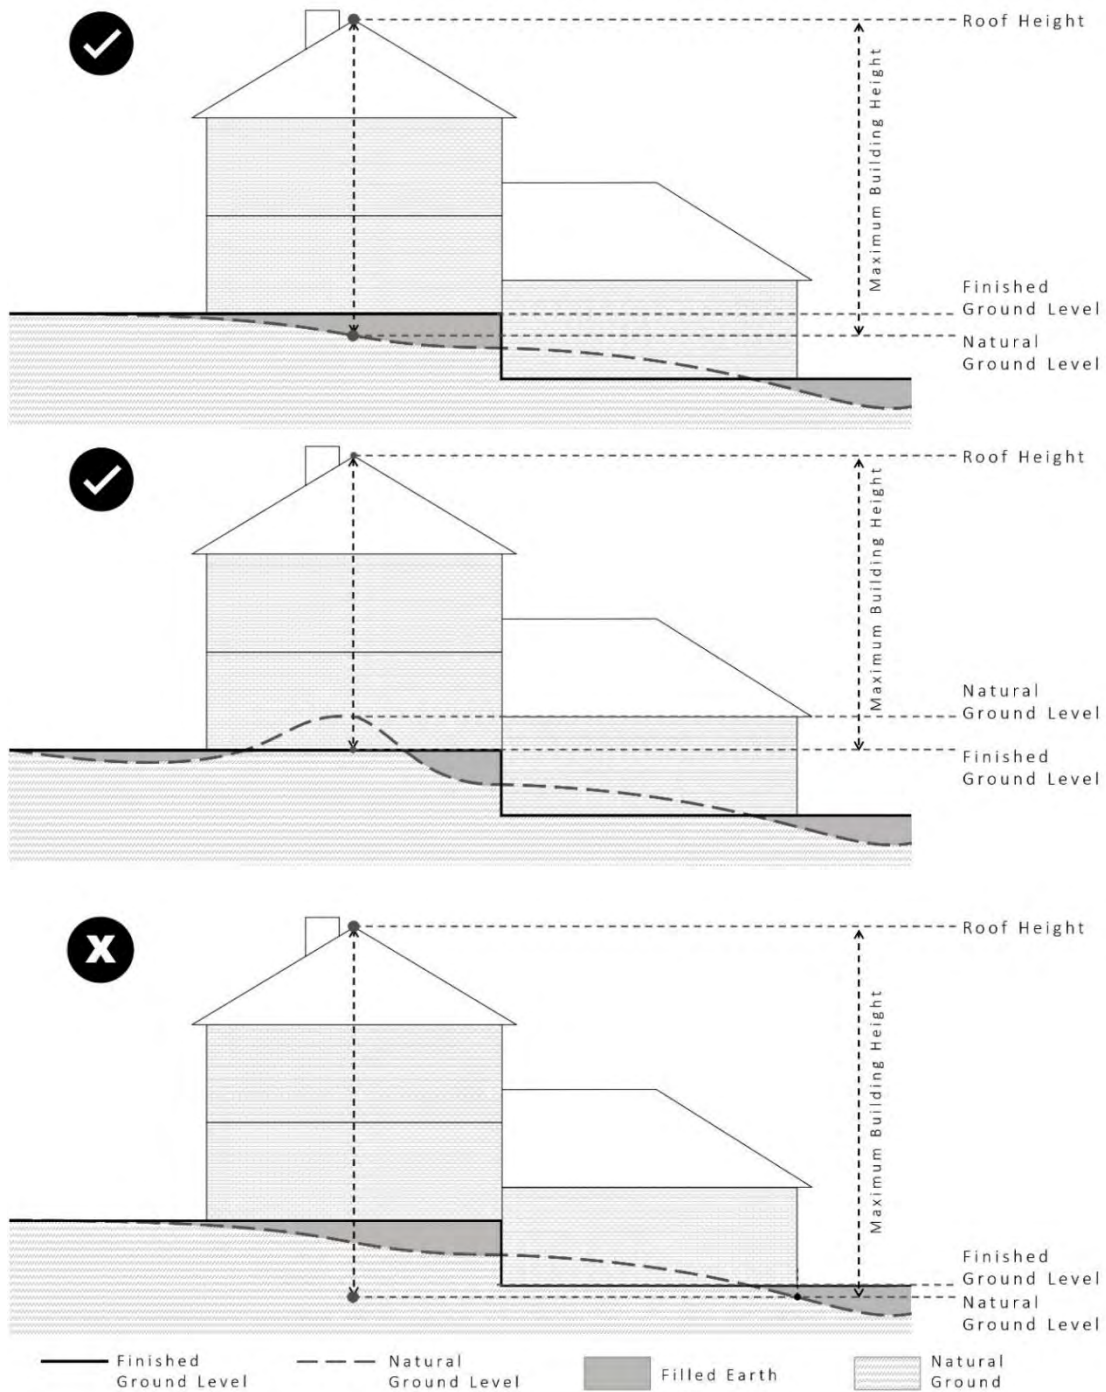 Roof Height
Maximum Building Height
Finished
Ground Level
Natural
Ground Level
Roof Height
Maximum Building Height
Natural
Ground Level
Finished
Ground Level
X
Roof Height
Maximum Building Height
Finished
Ground Level
Natural
Ground Level
Finished
Ground Level
Natural
Ground Level
Filled Earth
Natural
Ground